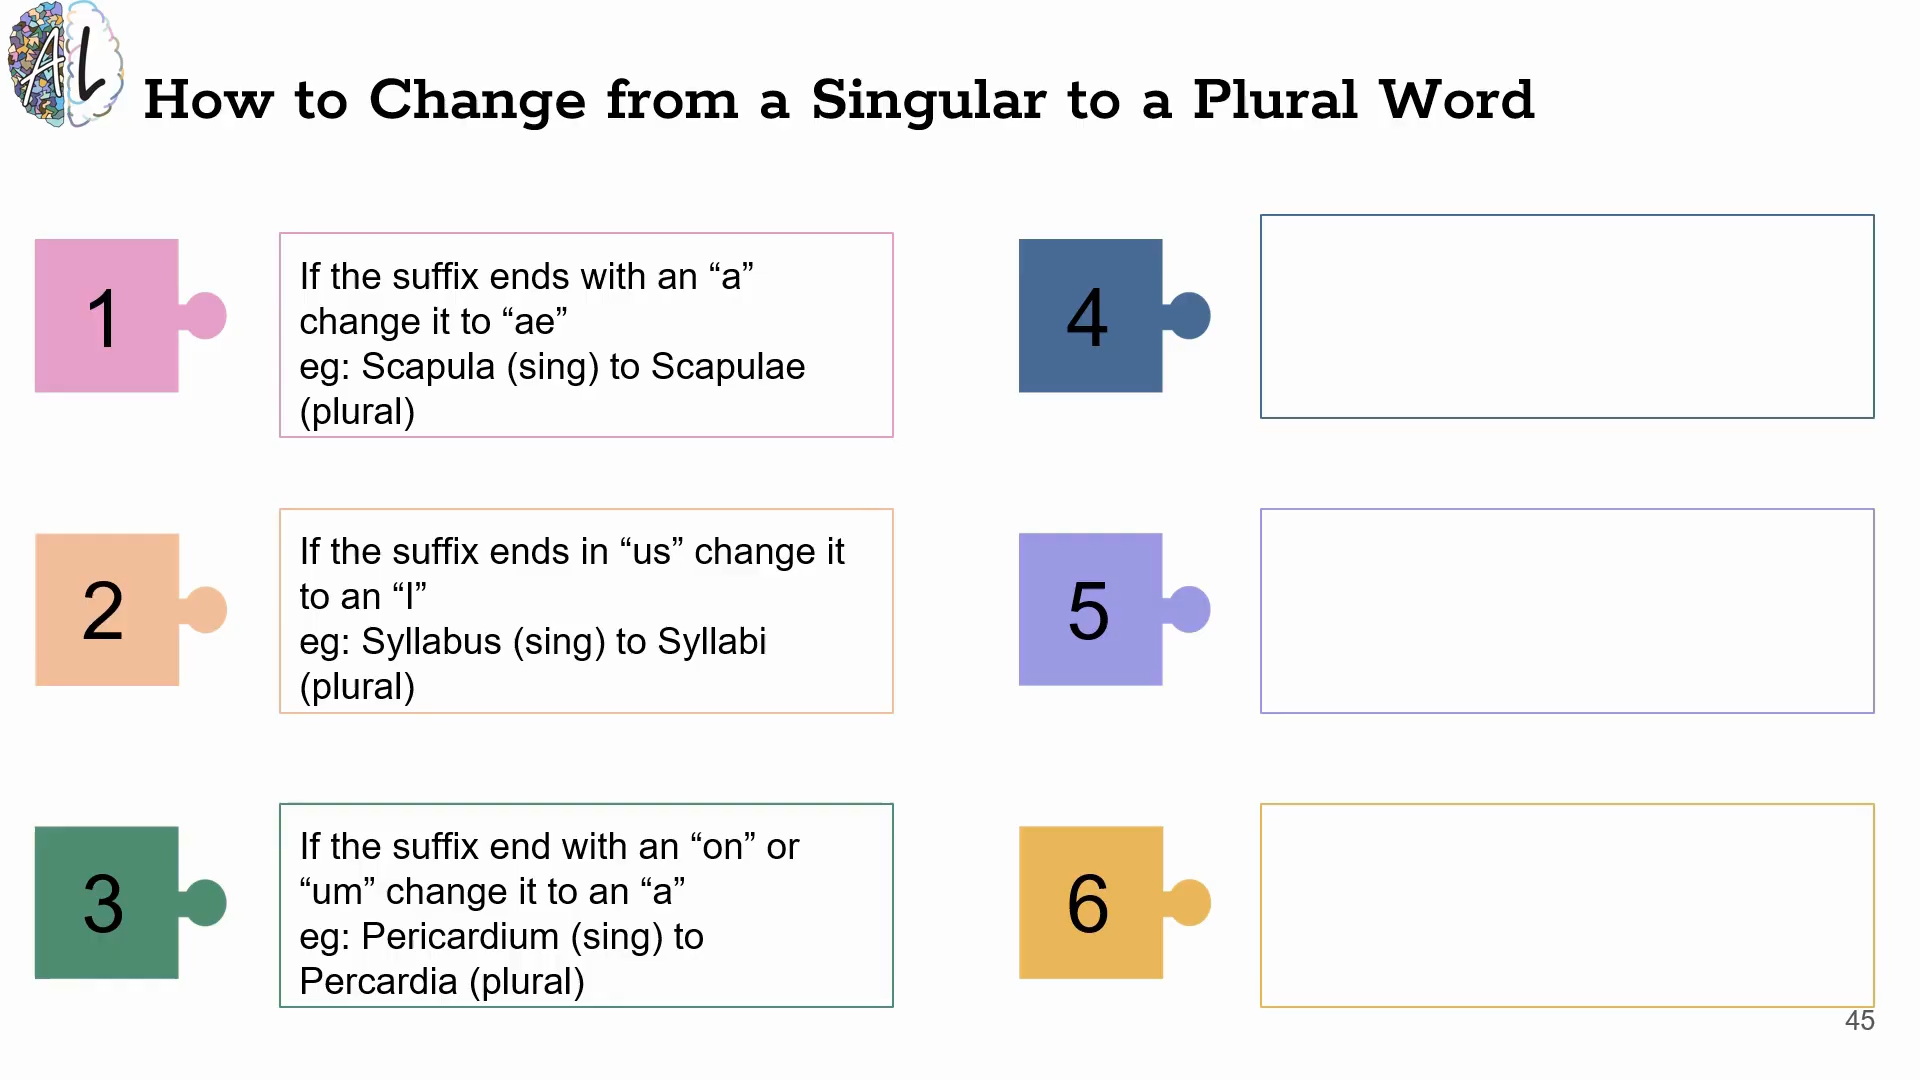 AL
How to Change from a Singular to a Plural Word
1
If the suffix ends with an “a”
change it to “ae”
eg: Scapula (sing) to Scapulae
(plural)
2
If the suffix ends in “us” change it
to an “I”
eg: Syllabus (sing) to Syllabi
(plural)
3
If the suffix end with an “on” or
“um” change it to an “a”
eg: Pericardium (sing) to
Percardia (plural)
4
5
6
45